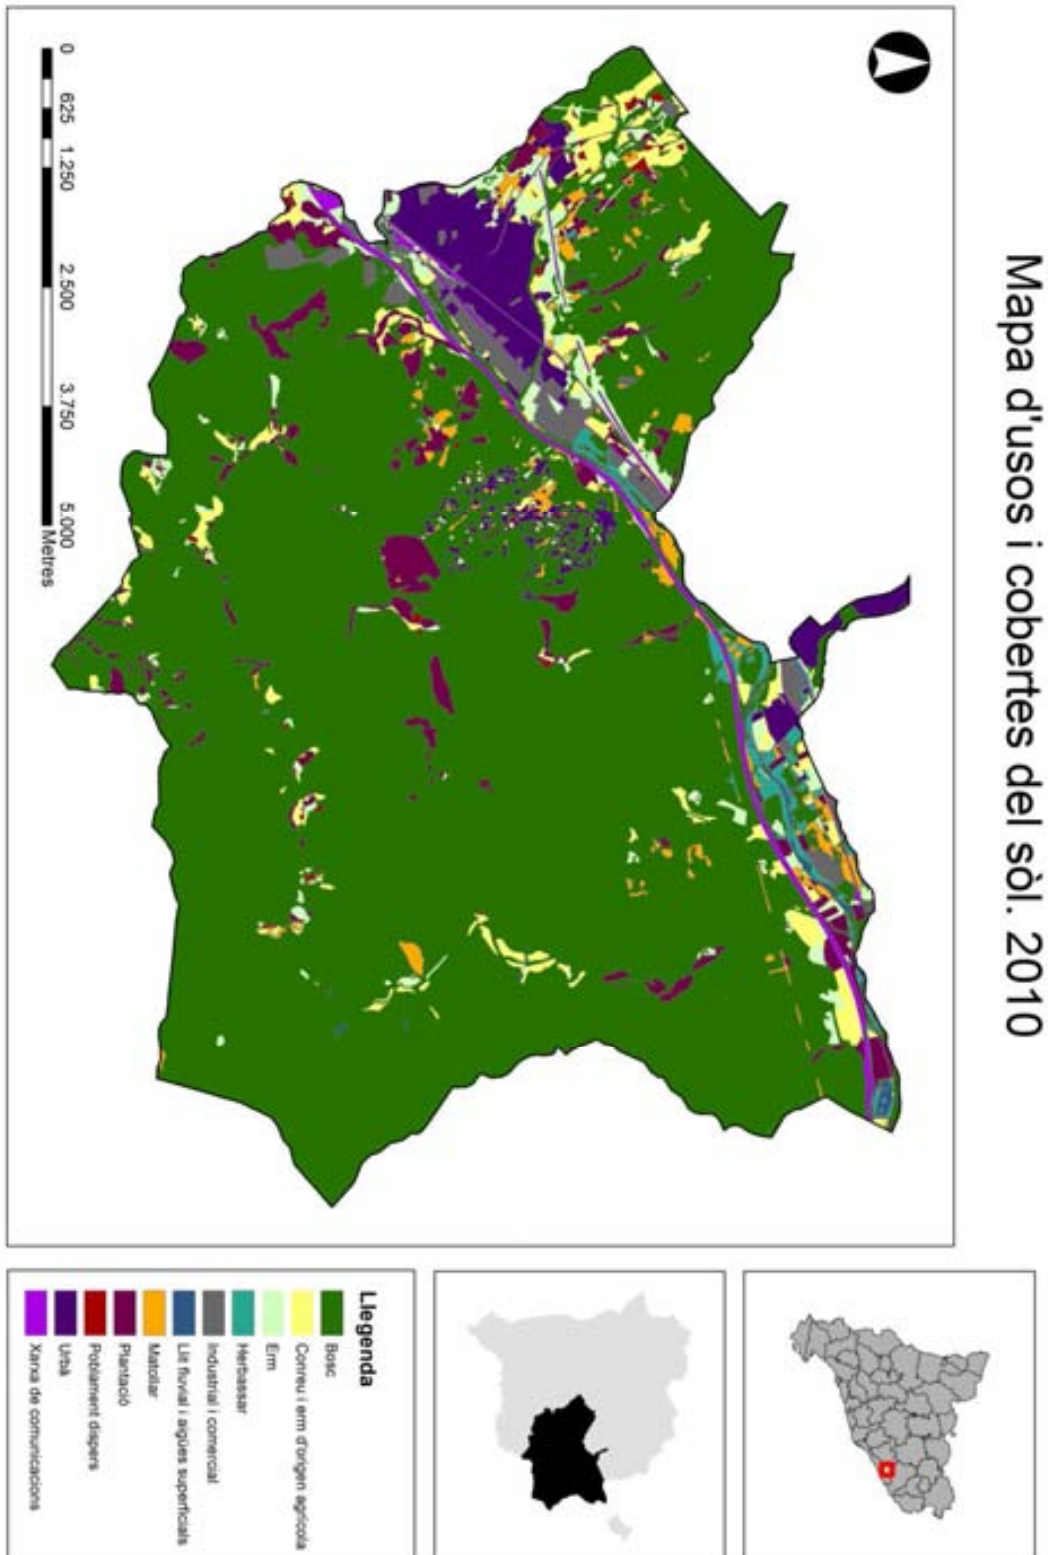 Mapa d'usos i cobertes del sòl. 2010
0 625 1.250 2.500 3.750 5.000
Metres
Llegenda
Bosc
Conreu i erm d'origen agrícola
Erm
Herbassar
Industrial i comercial
Llit fluvial i aigües superficials
Matollar
Plantació
Poblament dispers
Urbà
Xarxa de comunicacions